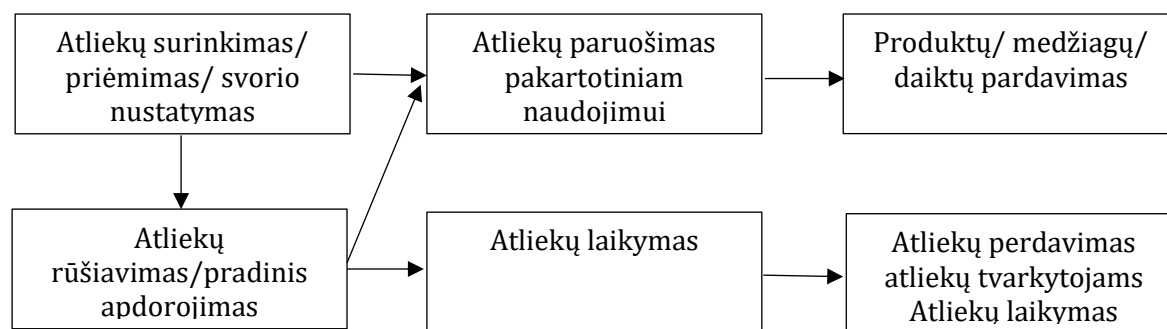 Atliekų surinkimas/
priėmimas/ svorio
nustatymas
Atliekų paruošimas
pakartotiniam
naudojimui
Produktų/ medžiagų/
daiktų pardavimas
Atliekų
rūšiavimas/pradinis
apdorojimas
Atliekų laikymas
Atliekų perdavimas
atliekų tvarkytojams
Atliekų laikymas